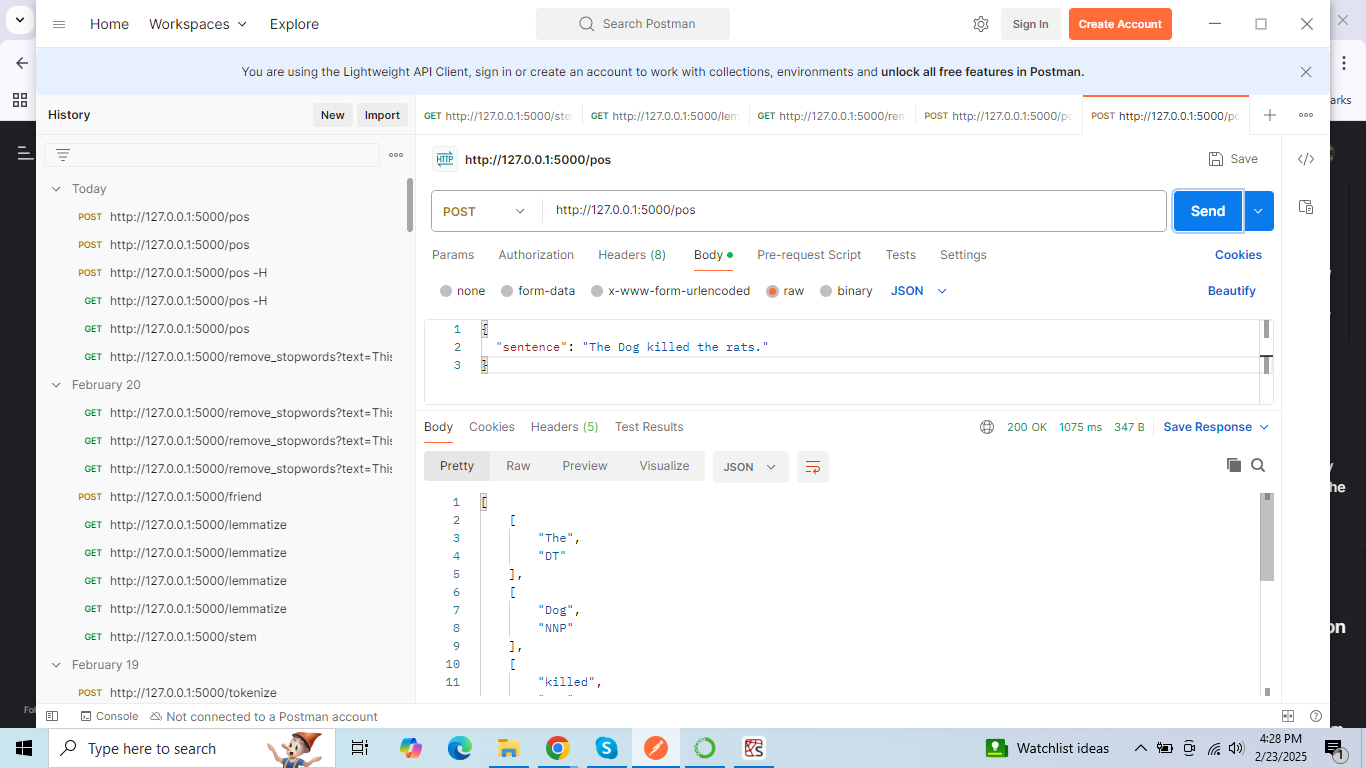 Home Workspaces Explore Search Postman Sign In Create Account
You are using the Lightweight API Client, sign in or create an account to work with collections, environments and unlock all free features in Postman.
arks
History New Import
GET http://127.0.0.1:5000/ste GET http://127.0.0.1:5000/lem GET http://127.0.0.1:5000/ren POST http://127.0.0.1:5000/po POST http://127.0.0.1:5000/po
HTTP http://127.0.0.1:5000/pos Save
POST http://127.0.0.1:5000/pos Send
Params Authorization Headers (8) Body Pre-request Script Tests Settings Cookies
none form-data x-www-form-urlencoded raw binary JSON Beautify
1 {
2 "sentence": "The Dog killed the rats."
3 }
Body Cookies Headers (5) Test Results 200 OK 1075 ms 347 B Save Response
Pretty Raw Preview Visualize JSON
1 [
2 [
3 "The",
4 "DT"
5 ],
6 [
7 "Dog",
8 "NNP"
9 ],
10 [
11 "killed",
Today
POST http://127.0.0.1:5000/pos
POST http://127.0.0.1:5000/pos
POST http://127.0.0.1:5000/pos -H
GET http://127.0.0.1:5000/pos -H
GET http://127.0.0.1:5000/pos
GET http://127.0.0.1:5000/remove_stopwords?text=This
February 20
GET http://127.0.0.1:5000/remove_stopwords?text=This
GET http://127.0.0.1:5000/remove_stopwords?text=This
GET http://127.0.0.1:5000/remove_stopwords?text=This
POST http://127.0.0.1:5000/friend
GET http://127.0.0.1:5000/lemmatize
GET http://127.0.0.1:5000/lemmatize
GET http://127.0.0.1:5000/lemmatize
GET http://127.0.0.1:5000/lemmatize
GET http://127.0.0.1:5000/stem
February 19
POST http://127.0.0.1:5000/tokenize
he
on
Fol
Console Not connected to a Postman account
Type here to search
Watchlist ideas
4:28 PM
2/23/2025
1